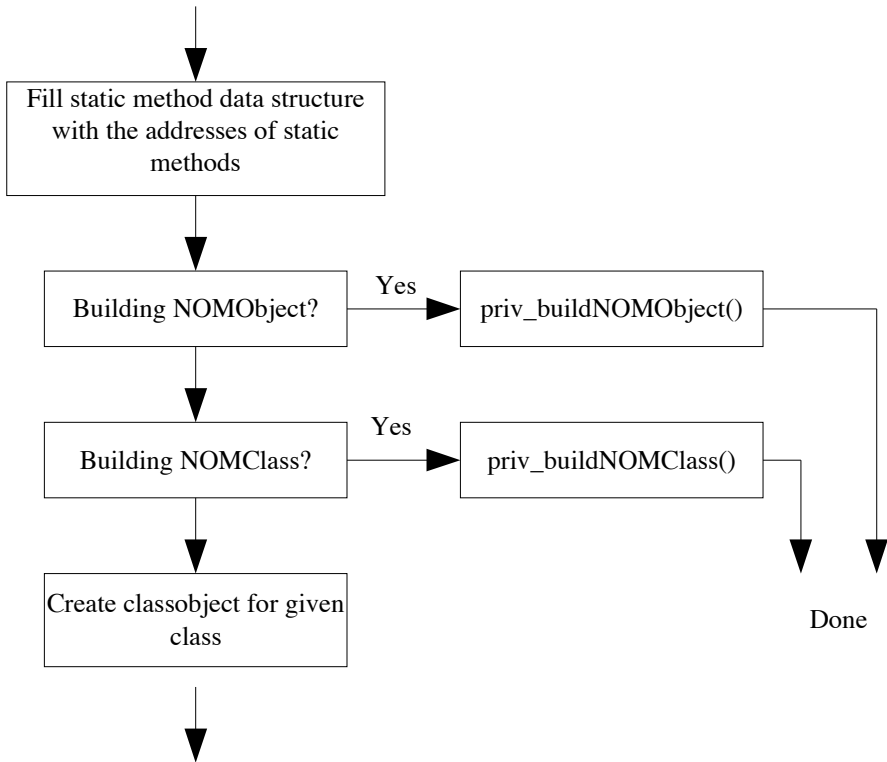 Fill static method data structure
with the addresses of static
methods
Building NOMObject?
Yes
priv_buildNOMObject()
Building NOMClass?
Yes
priv_buildNOMClass()
Create classobject for given
class
Done